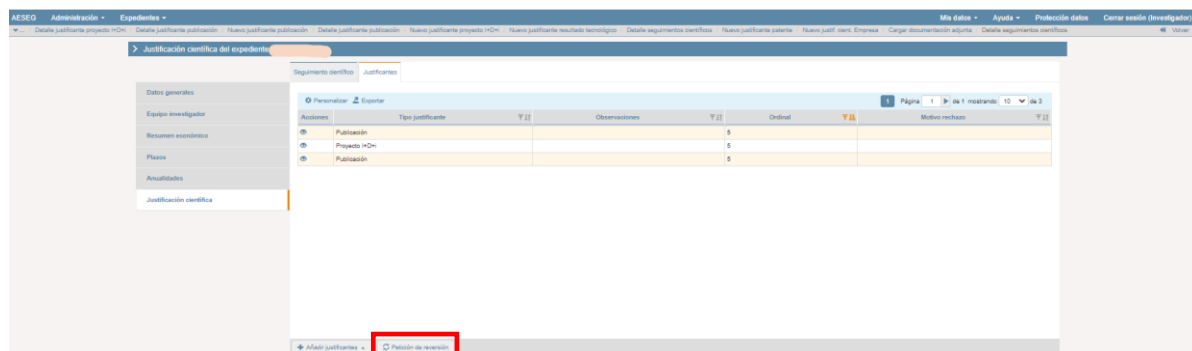 AESEG Administración Expedientes Mis datos Ayuda Protección datos Cerrar sesión (Investigador)
... Detalle justificante proyecto I+D+i Detalle justificante publicación Nuevo justificante publicación Detalle justificante publicación Nuevo justificante proyecto I+D+i Nuevo justificante resultado tecnológico Detalle seguimientos científicos Nuevo justificante patente Nuevo justif. cient. Empresa Cargar documentación adjunta Detalle seguimientos científicos Volver
Justificación científica del expediente
Seguimiento científico Justificantes
Datos generales
Equipo investigador
Resumen económico
Plazos
Anualidades
Justificación científica
Personalizar Exportar 1 Página 1 de 1 mostrando 10 de 3
Acciones Tipo justificante Observaciones Ordinal Motivo rechazo
Publicación 5
Proyecto I+D+i 5
Publicación 5
Añadir justificantes Petición de reversión